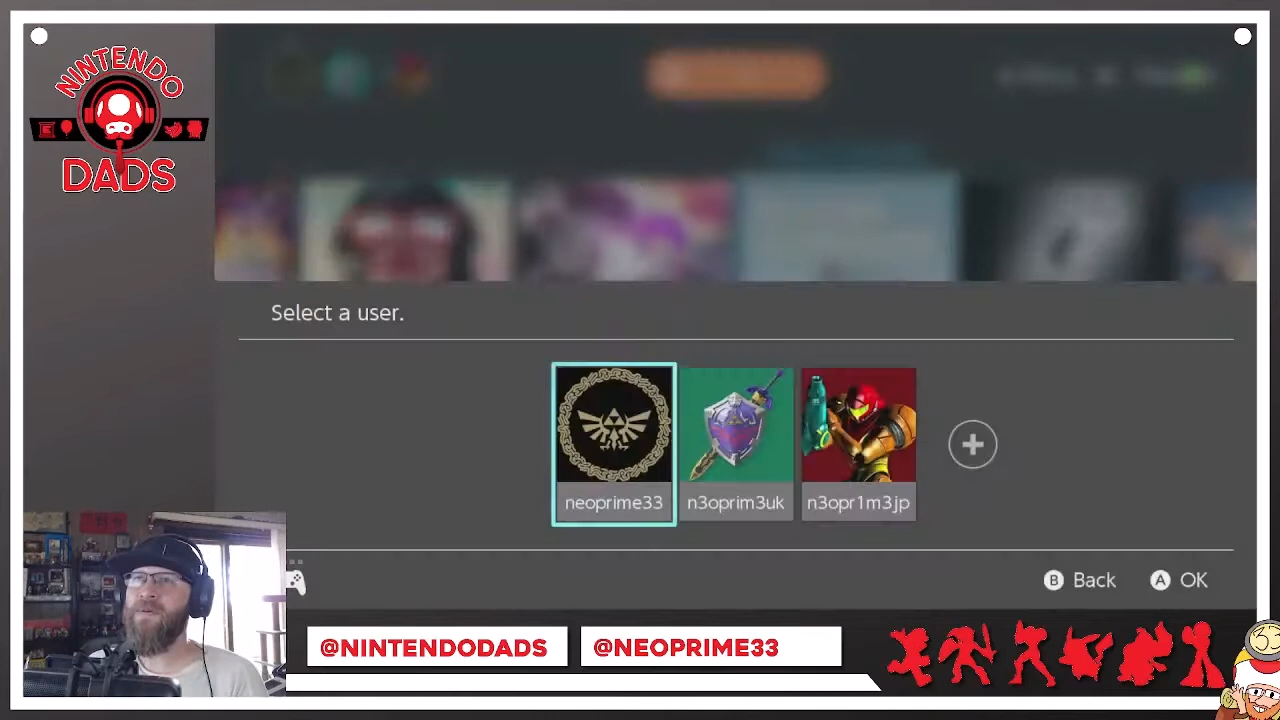 NINTENDO
DADS
Select a user.
neoprime33
n3oprim3uk
n3opr1m3jp
B Back
A OK
@NINTENDODADS
@NEOPRIME33